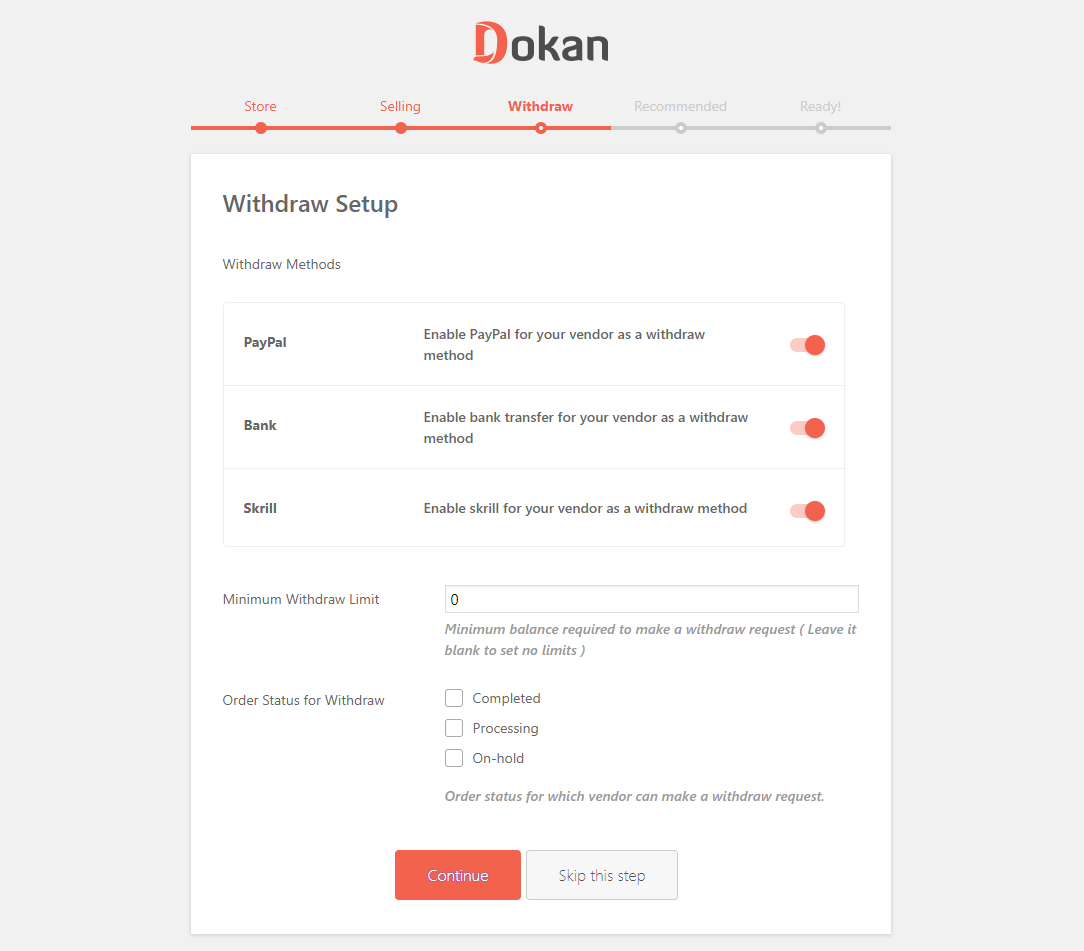 Dokan
Store
Selling
Withdraw
Recommended
Ready!
Withdraw Setup
Withdraw Methods
PayPal
Enable PayPal for your vendor as a withdraw
method
Bank
Enable bank transfer for your vendor as a withdraw
method
Skrill
Enable skrill for your vendor as a withdraw method
Minimum Withdraw Limit
0
Minimum balance required to make a withdraw request ( Leave it
blank to set no limits )
Order Status for Withdraw
Completed
Processing
On-hold
Order status for which vendor can make a withdraw request.
Continue
Skip this step